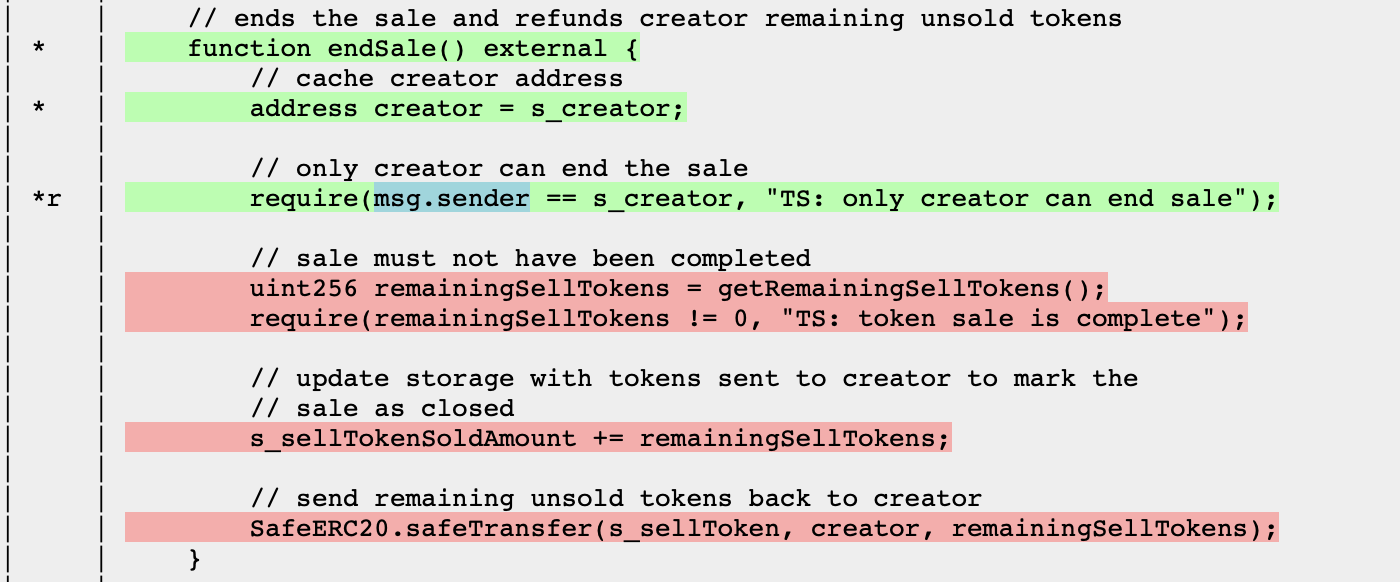 // ends the sale and refunds creator remaining unsold tokens
* | function endSale() external {
// cache creator address
* | address creator = s_creator;
// only creator can end the sale
*r | require(msg.sender == s_creator, "TS: only creator can end sale");
// sale must not have been completed
uint256 remainingSellTokens = getRemainingSellTokens();
require(remainingSellTokens != 0, "TS: token sale is complete");
// update storage with tokens sent to creator to mark the
// sale as closed
s_sellTokenSoldAmount += remainingSellTokens;
// send remaining unsold tokens back to creator
SafeERC20.safeTransfer(s_sellToken, creator, remainingSellTokens);
}